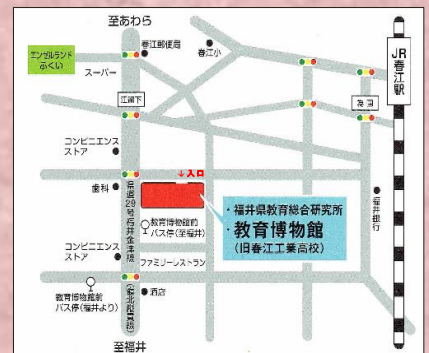 至あわら
春江郵便局
春江小
JR春江駅
エンゼルランド
ふくい
スーパー
江留下
為国
コンビニエンス
ストア
↓入口
歯科
県道29号福井金津線
・福井県教育総合研究所
・教育博物館
(旧春江工業高校)
教育博物館前
バス停(至福井)
福井銀行
コンビニエンス
ストア
ファミリーレストラン
教育博物館前
バス停(福井より)
酒店
至福井